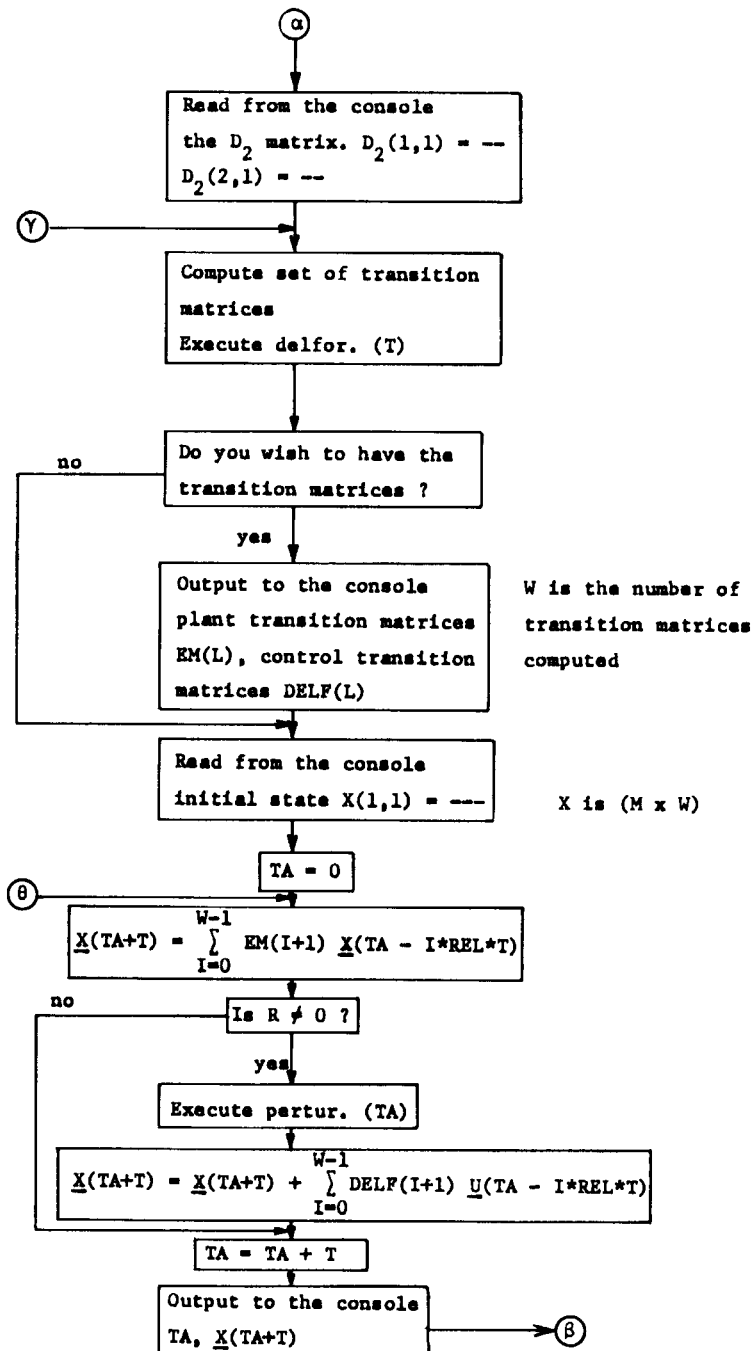 α
Read from the console
the D2 matrix. D2(1,1) = --
D2(2,1) = --
γ
Compute set of transition
matrices
Execute delfor. (T)
Do you wish to have the
transition matrices ?
no
yes
Output to the console
plant transition matrices
EM(L), control transition
matrices DELF(L)
W is the number of
transition matrices
computed
Read from the console
initial state X(1,1) = ---
X is (M x W)
TA = 0
θ
W-1
X(TA+T) = ∑ EM(I+1) X(TA - I*REL*T)
I=0
no
Is R ≠ 0 ?
yes
Execute pertur. (TA)
W-1
X(TA+T) = X(TA+T) + ∑ DELF(I+1) U(TA - I*REL*T)
I=0
TA = TA + T
Output to the console
TA, X(TA+T)
β